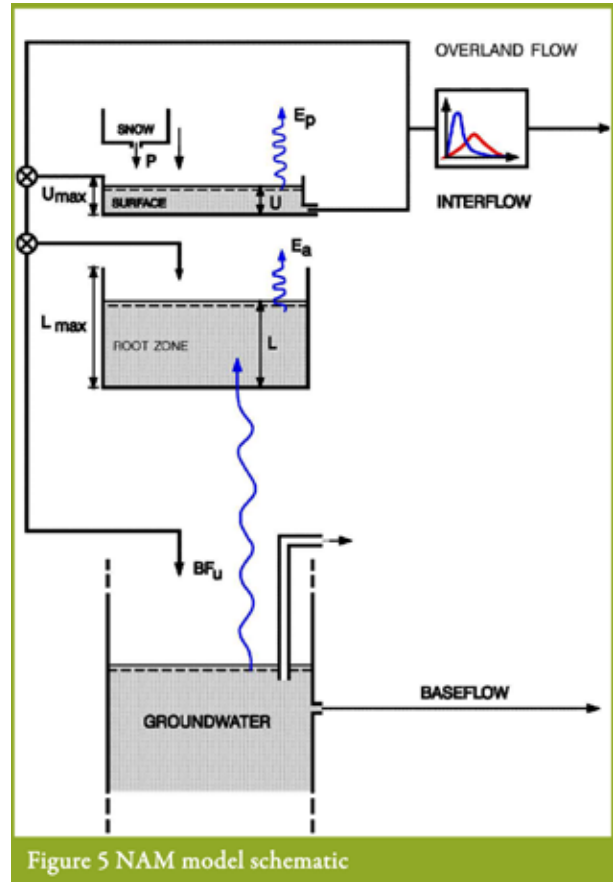 OVERLAND FLOW
Ep
SNOW
P
Umax
SURFACE
U
INTERFLOW
Ea
L max
ROOT ZONE
L
BFu
BASEFLOW
GROUNDWATER
Figure 5 NAM model schematic